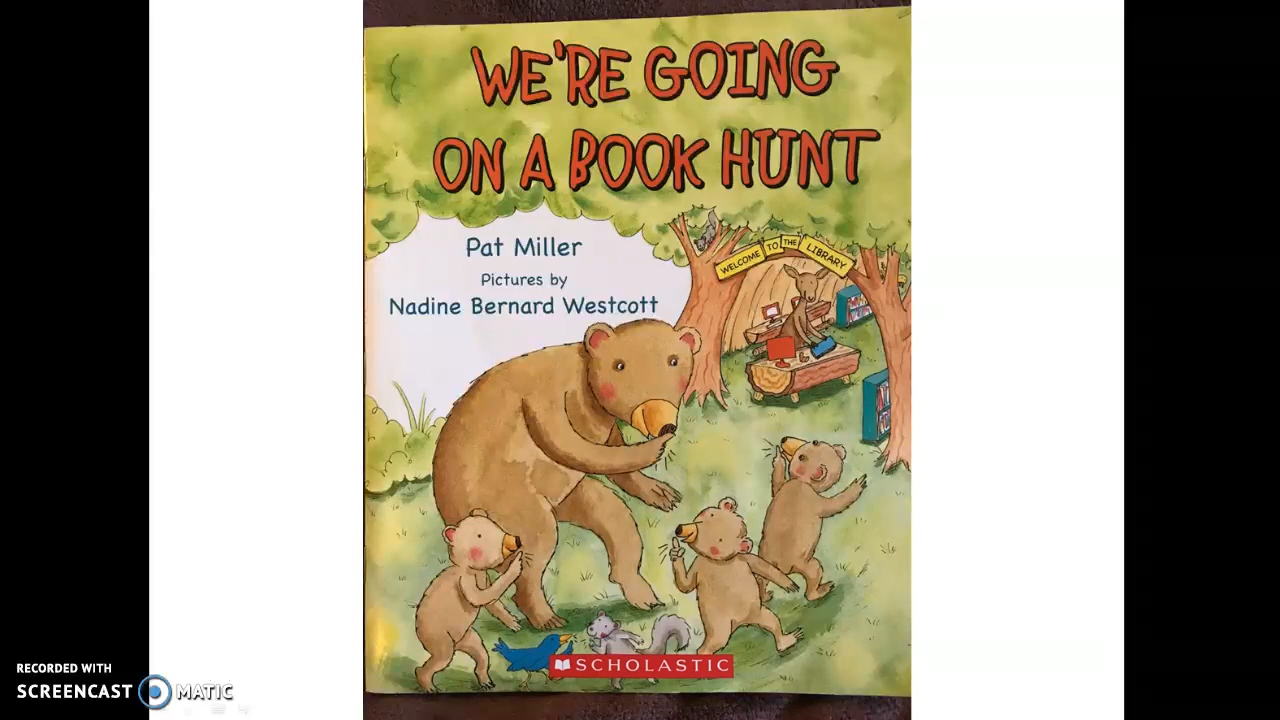 WE'RE GOING
ON A BOOK HUNT
Pat Miller
Pictures by
Nadine Bernard Westcott
WELCOME TO THE LIBRARY
SCHOLASTIC
RECORDED WITH
SCREENCAST MATIC